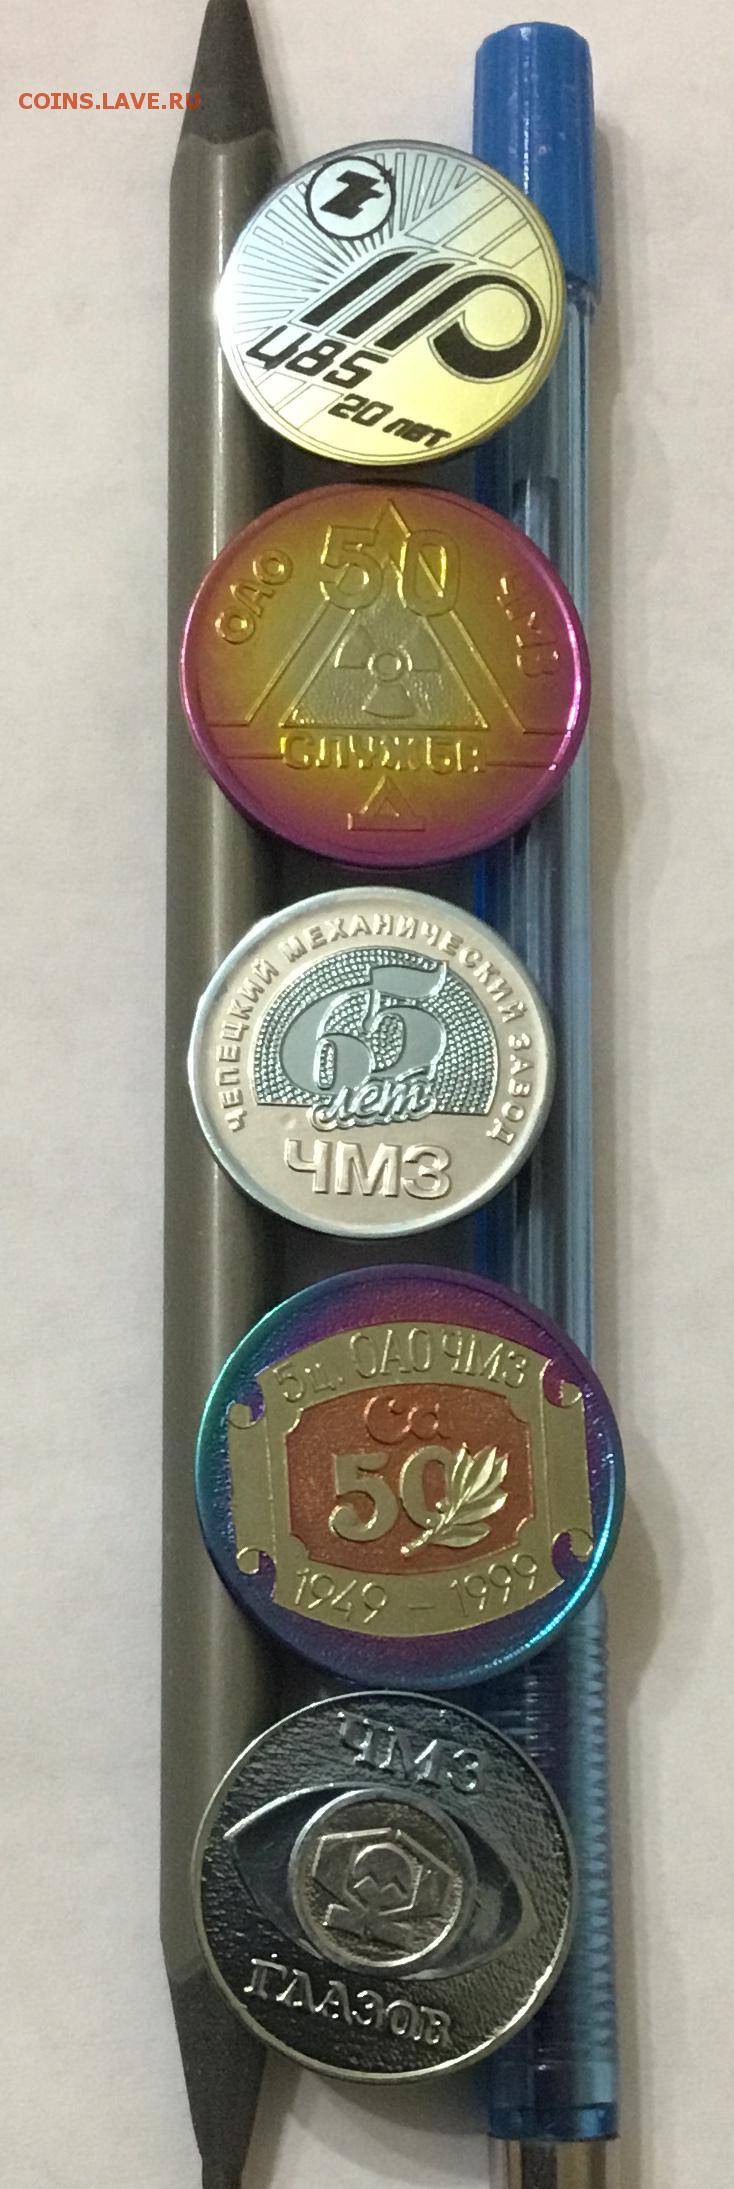 COINS.LAVE.RU
Ц85
20 лет
50
ОАО ЧМЗ
СЛУЖБА
Д
ЧЕПЕЦКИЙ МЕХАНИЧЕСКИЙ ЗАВОД
65
лет
ЧМЗ
5ц. ОАО ЧМЗ
Ca
50
1949 – 1999
ЧМЗ
ГЛАЗОВ